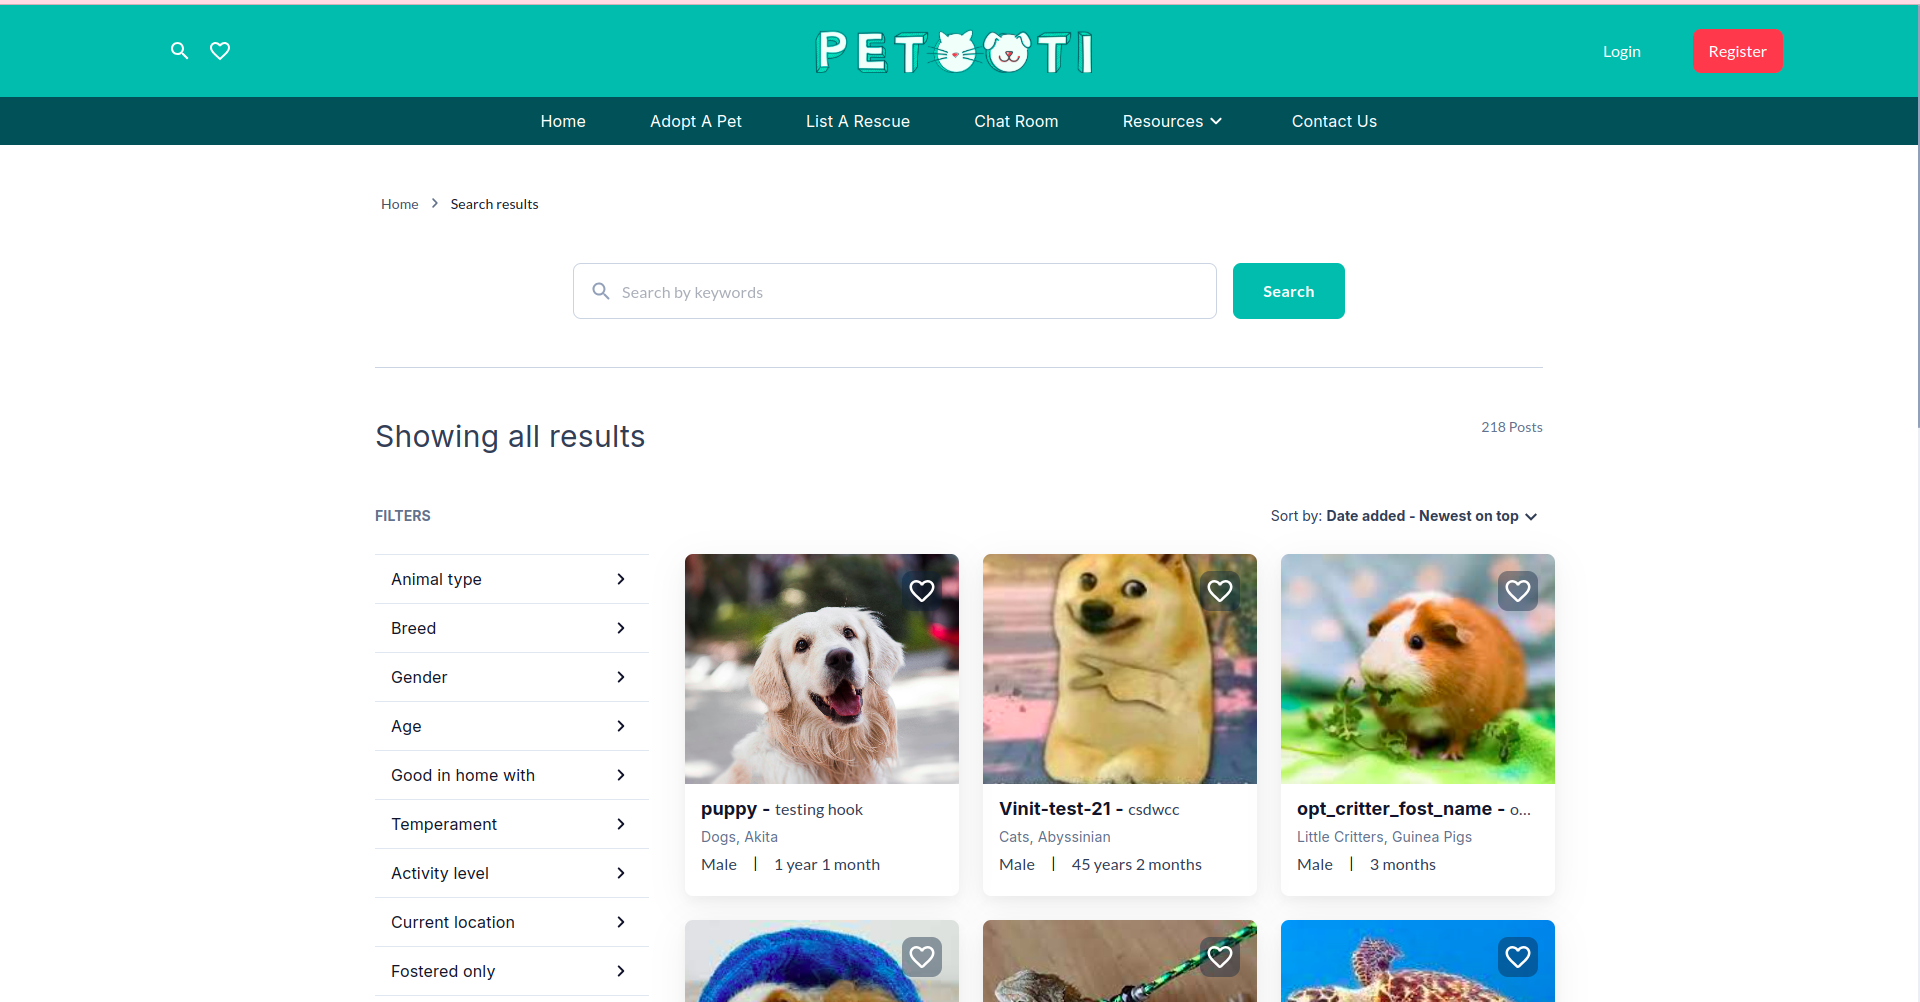 PETOOTI
Login
Register
Home
Adopt A Pet
List A Rescue
Chat Room
Resources
Contact Us
Home
Search results
Search by keywords
Search
Showing all results
218 Posts
FILTERS
Sort by: Date added - Newest on top
Animal type
Breed
Gender
Age
Good in home with
Temperament
Activity level
Current location
Fostered only
puppy - testing hook
Dogs, Akita
Male | 1 year 1 month
Vinit-test-21 - csdwcc
Cats, Abyssinian
Male | 45 years 2 months
opt_critter_fost_name - o...
Little Critters, Guinea Pigs
Male | 3 months